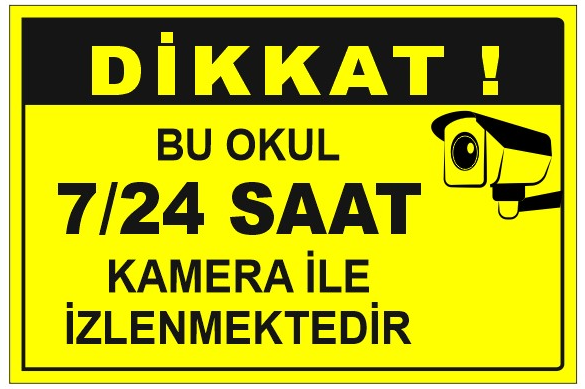 DİKKAT !
BU OKUL
7/24 SAAT
KAMERA İLE
İZLENMEKTEDİR